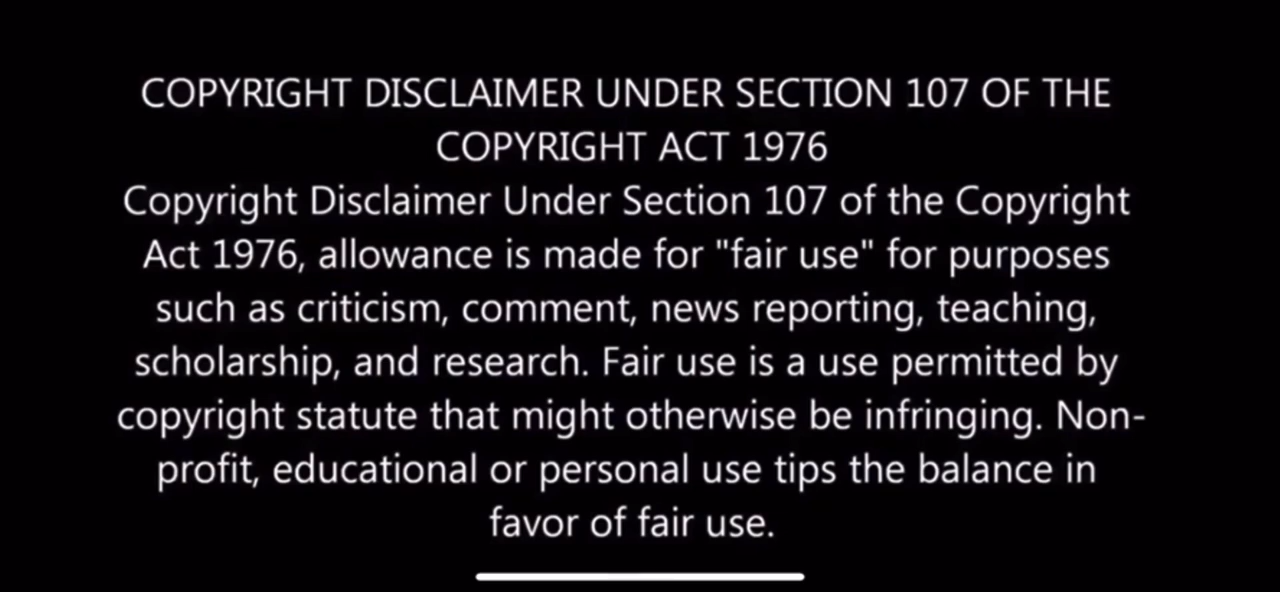 COPYRIGHT DISCLAIMER UNDER SECTION 107 OF THE
COPYRIGHT ACT 1976
Copyright Disclaimer Under Section 107 of the Copyright
Act 1976, allowance is made for "fair use" for purposes
such as criticism, comment, news reporting, teaching,
scholarship, and research. Fair use is a use permitted by
copyright statute that might otherwise be infringing. Non-
profit, educational or personal use tips the balance in
favor of fair use.